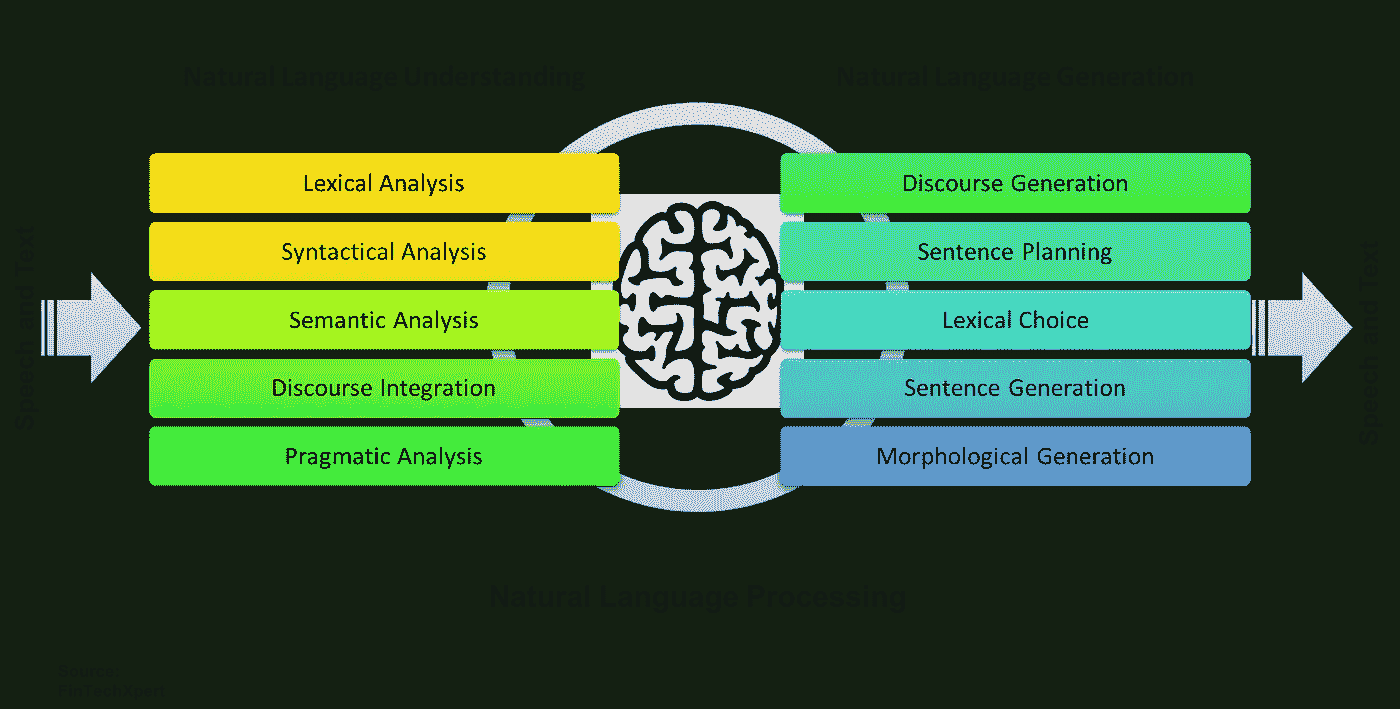 Natural Language Understanding
Natural Language Generation
Speech and Text
Lexical Analysis
Syntactical Analysis
Semantic Analysis
Discourse Integration
Pragmatic Analysis
Discourse Generation
Sentence Planning
Lexical Choice
Sentence Generation
Morphological Generation
Speech and Text
Natural Language Processing
Source